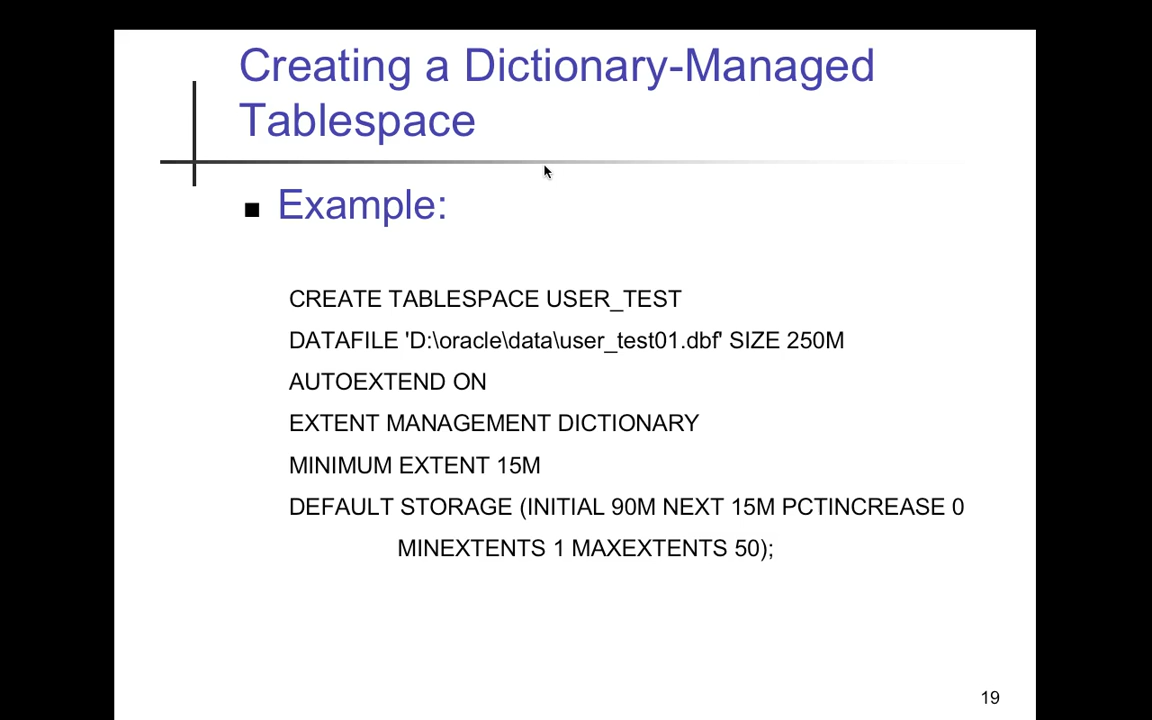 Creating a Dictionary-Managed
Tablespace
Example:
CREATE TABLESPACE USER_TEST
DATAFILE 'D:\oracle\data\user_test01.dbf' SIZE 250M
AUTOEXTEND ON
EXTENT MANAGEMENT DICTIONARY
MINIMUM EXTENT 15M
DEFAULT STORAGE (INITIAL 90M NEXT 15M PCTINCREASE 0
MINEXTENTS 1 MAXEXTENTS 50);
19